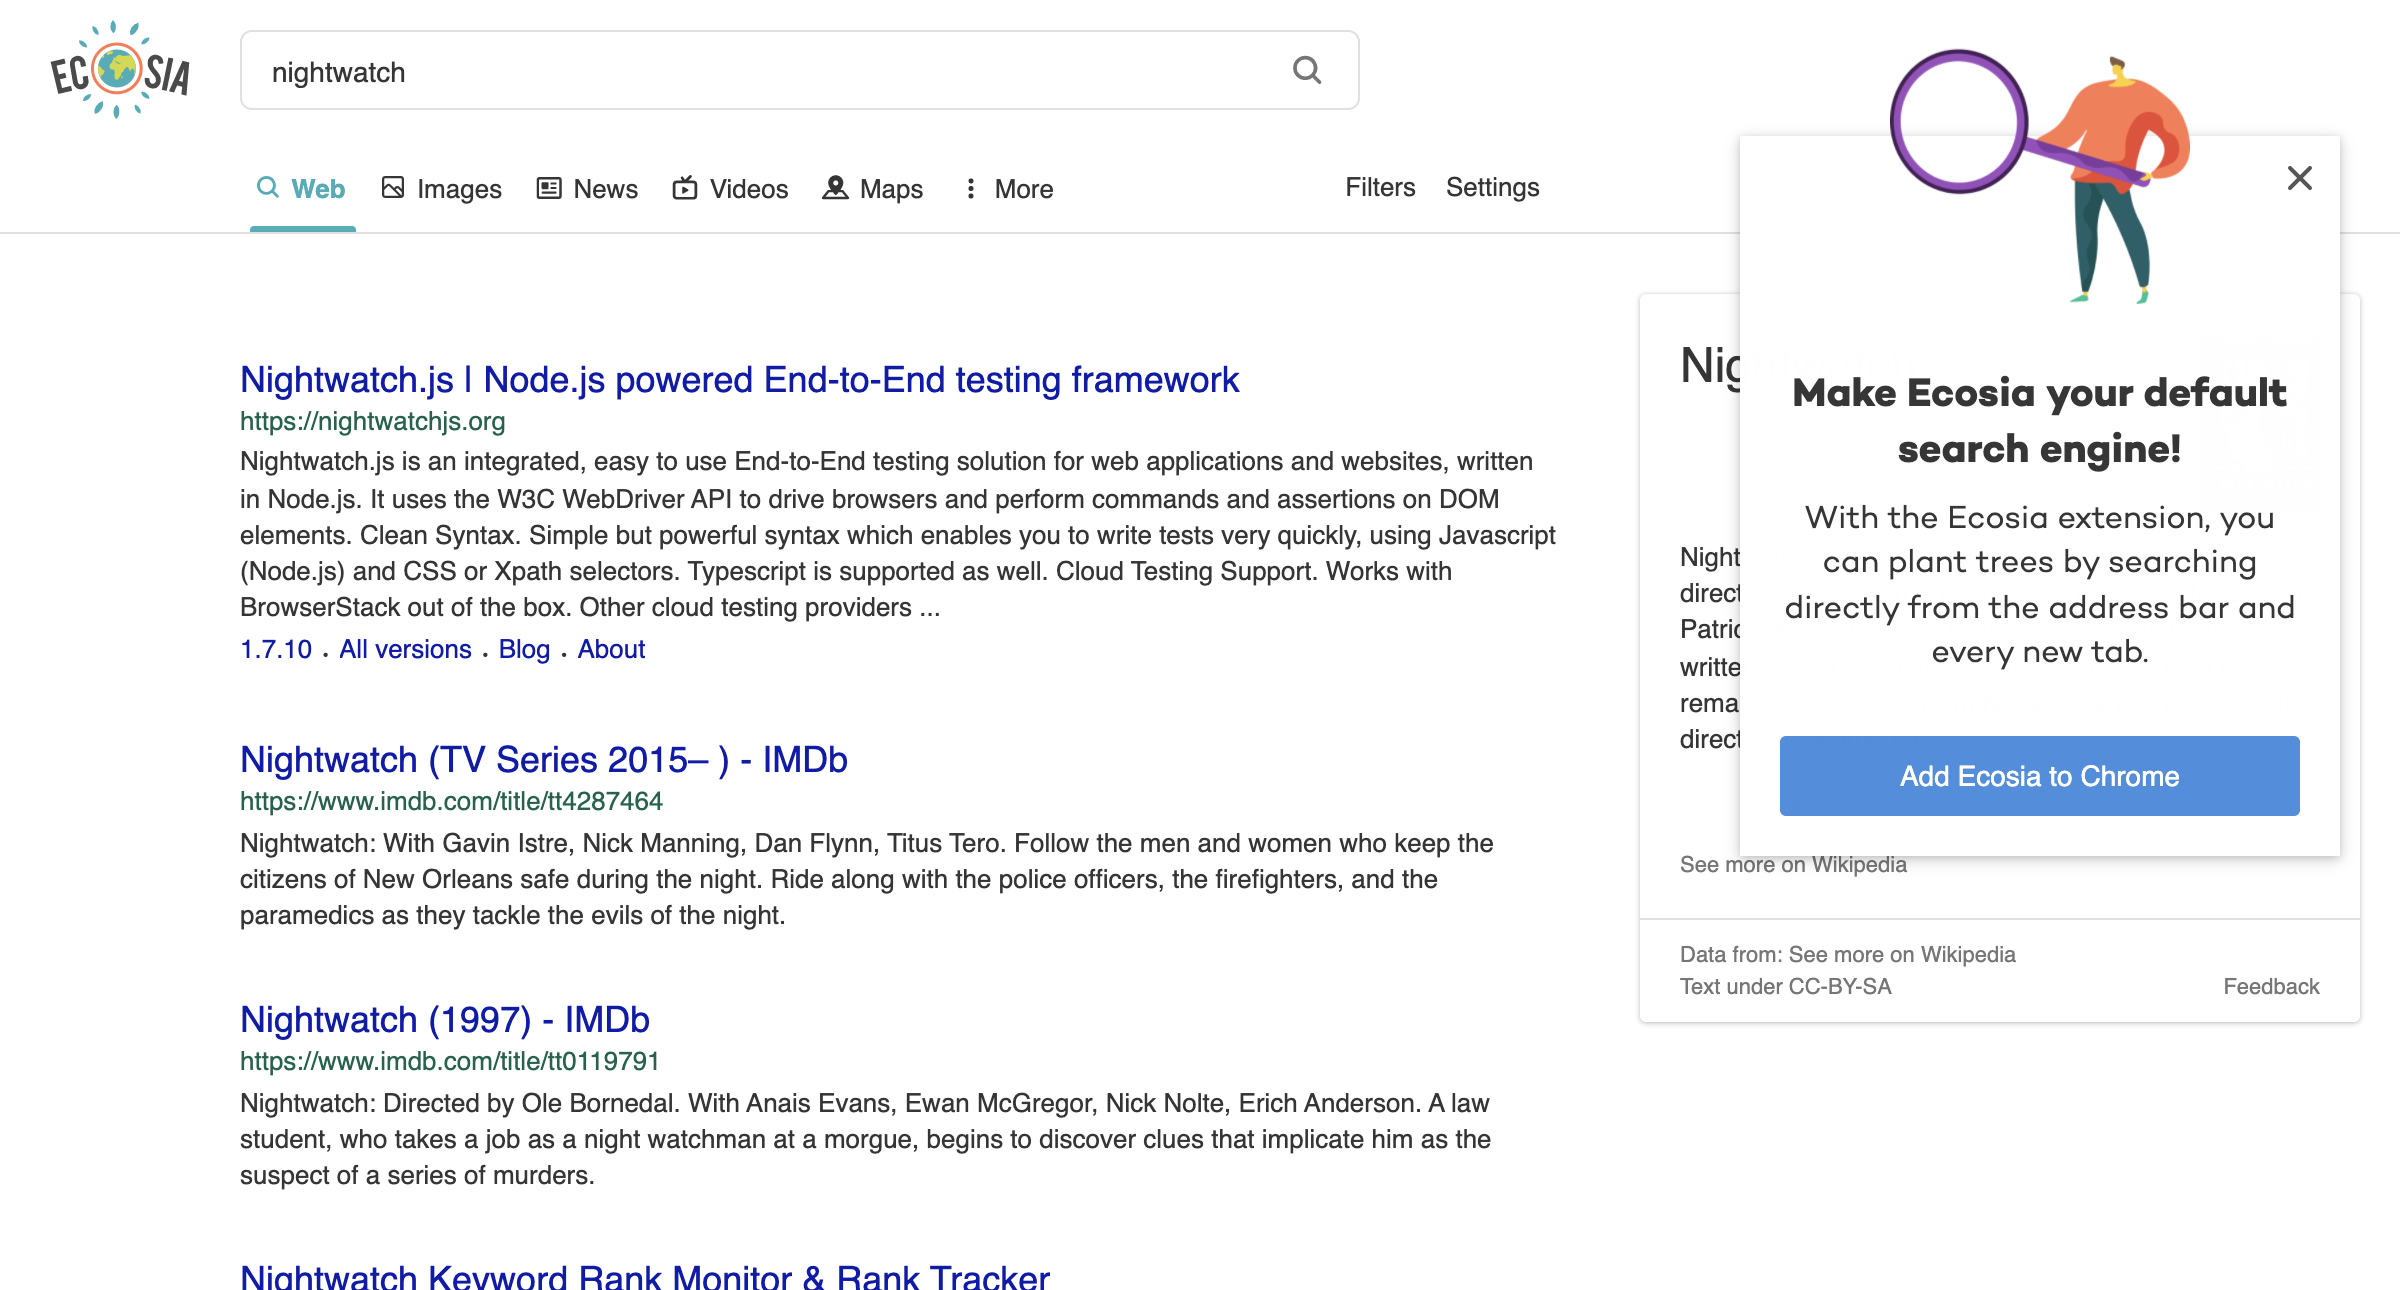 ECOSIA
nightwatch
Web Images News Videos Maps More
Filters Settings
Nightwatch.js | Node.js powered End-to-End testing framework
https://nightwatchjs.org
Nightwatch.js is an integrated, easy to use End-to-End testing solution for web applications and websites, written
in Node.js. It uses the W3C WebDriver API to drive browsers and perform commands and assertions on DOM
elements. Clean Syntax. Simple but powerful syntax which enables you to write tests very quickly, using Javascript
(Node.js) and CSS or Xpath selectors. Typescript is supported as well. Cloud Testing Support. Works with
BrowserStack out of the box. Other cloud testing providers ...
1.7.10 . All versions . Blog . About
Nightwatch (TV Series 2015– ) - IMDb
https://www.imdb.com/title/tt4287464
Nightwatch: With Gavin Istre, Nick Manning, Dan Flynn, Titus Tero. Follow the men and women who keep the
citizens of New Orleans safe during the night. Ride along with the police officers, the firefighters, and the
paramedics as they tackle the evils of the night.
Nightwatch (1997) - IMDb
https://www.imdb.com/title/tt0119791
Nightwatch: Directed by Ole Bornedal. With Anais Evans, Ewan McGregor, Nick Nolte, Erich Anderson. A law
student, who takes a job as a night watchman at a morgue, begins to discover clues that implicate him as the
suspect of a series of murders.
Nightwatch Keyword Rank Monitor & Rank Tracker
Make Ecosia your default
search engine!
With the Ecosia extension, you
can plant trees by searching
directly from the address bar and
every new tab.
Add Ecosia to Chrome
See more on Wikipedia
Data from: See more on Wikipedia
Text under CC-BY-SA
Feedback